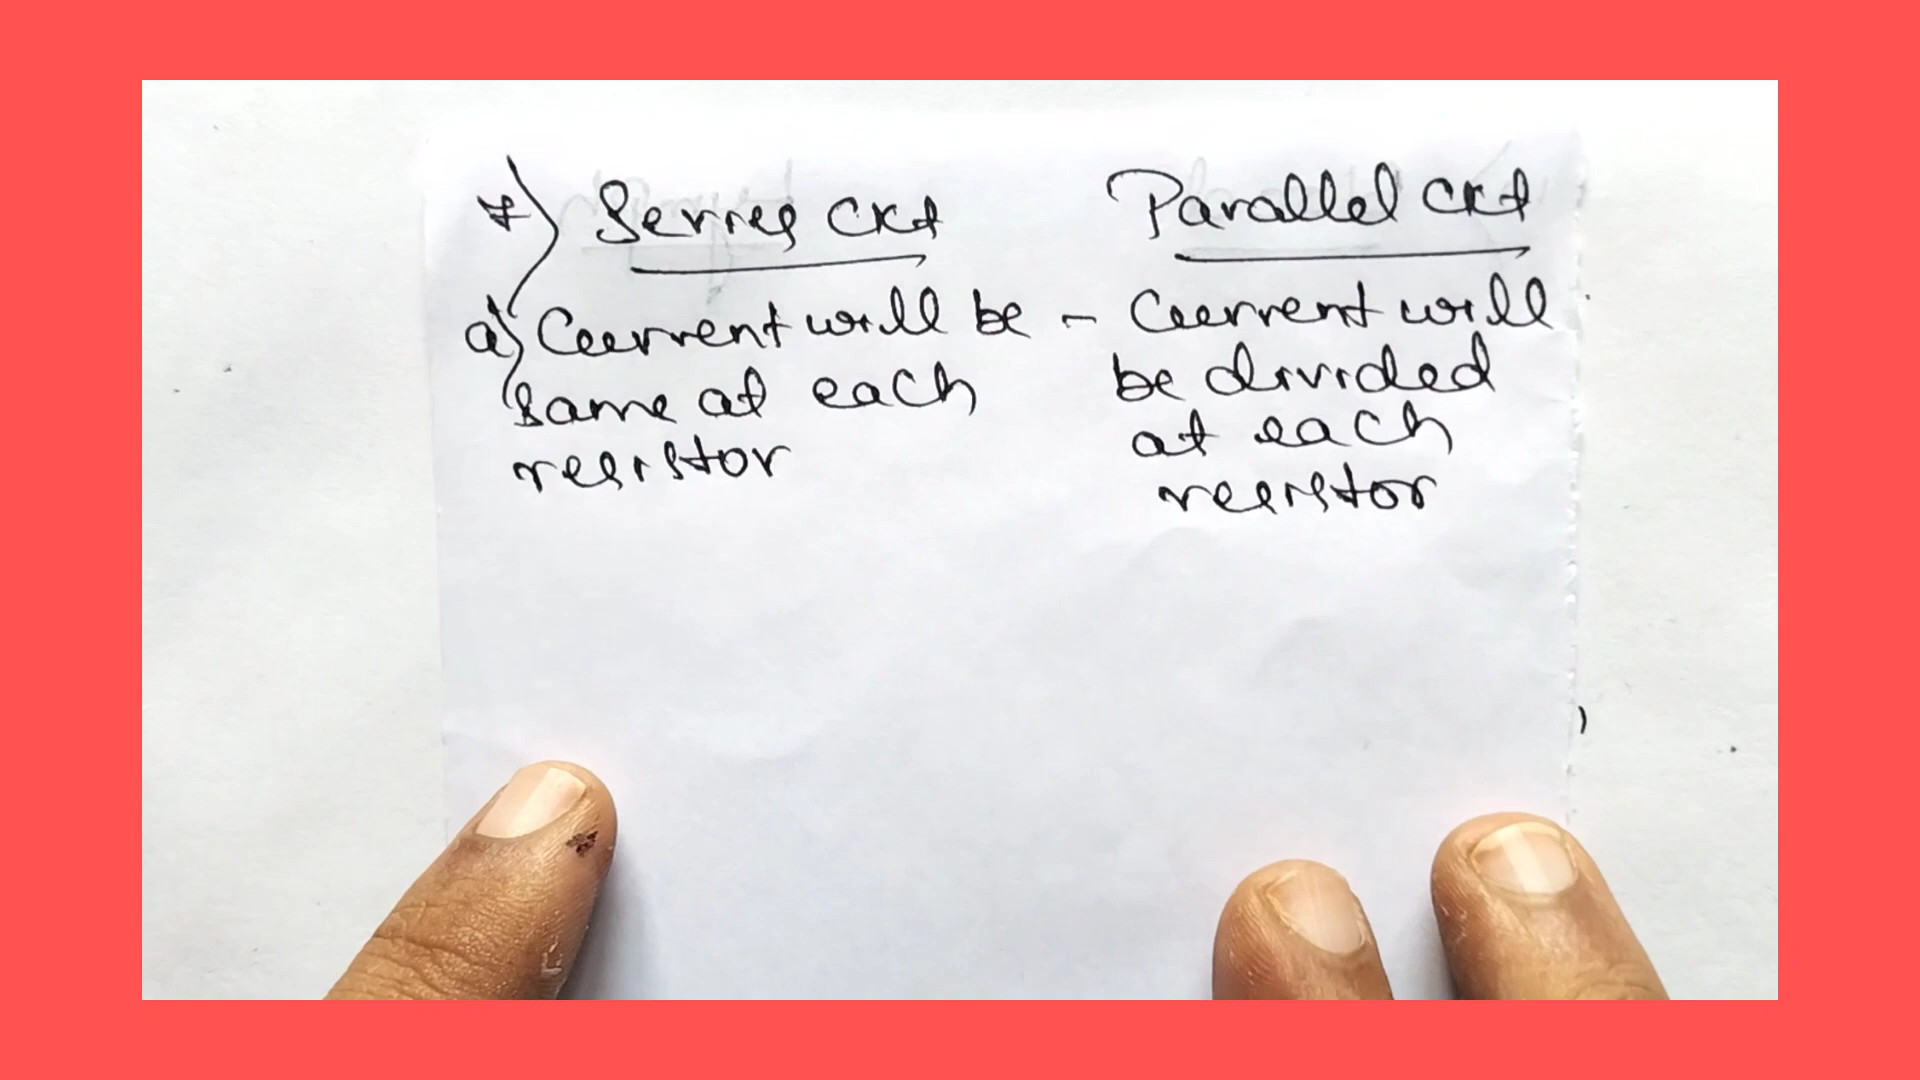 *) Series Ckt
Parallel Ckt
a) Current will be
same at each
resistor
- Current will
be divided
at each
resistor